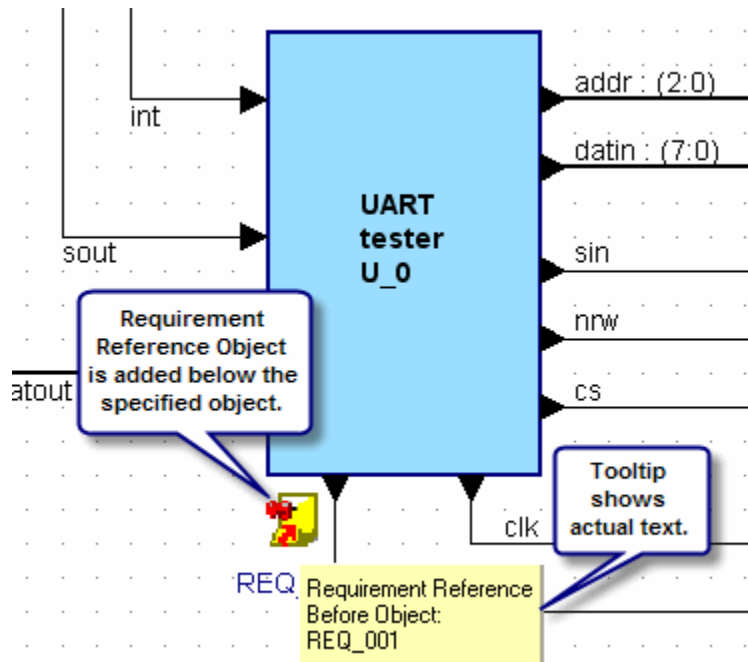 addr : (2:0)
int
datin : (7:0)
UART
tester
U_0
sout
sin
nrw
cs
Requirement
Reference Object
is added below the
specified object.
atout
Tooltip
shows
actual text.
clk
REQ_
Requirement Reference
Before Object:
REQ_001